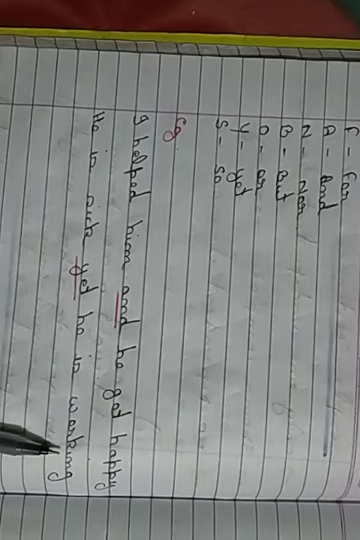 F - For
A - And
N - Nor
B - But
O - or
Y - yet
S - So
Eg
I helped him and he got happy
He is sick yet he is working